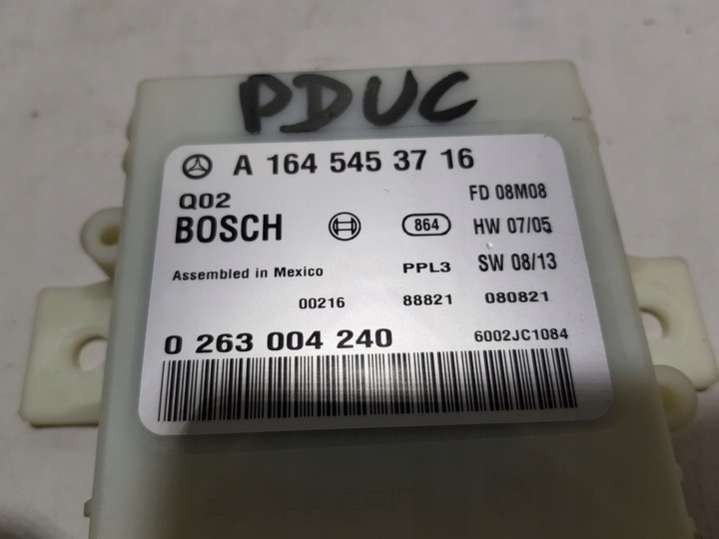 PDUC
A 164 545 37 16
Q02
FD 08M08
BOSCH
864
HW 07/05
Assembled in Mexico
PPL3
SW 08/13
00216
88821
080821
0 263 004 240
6002JC1084